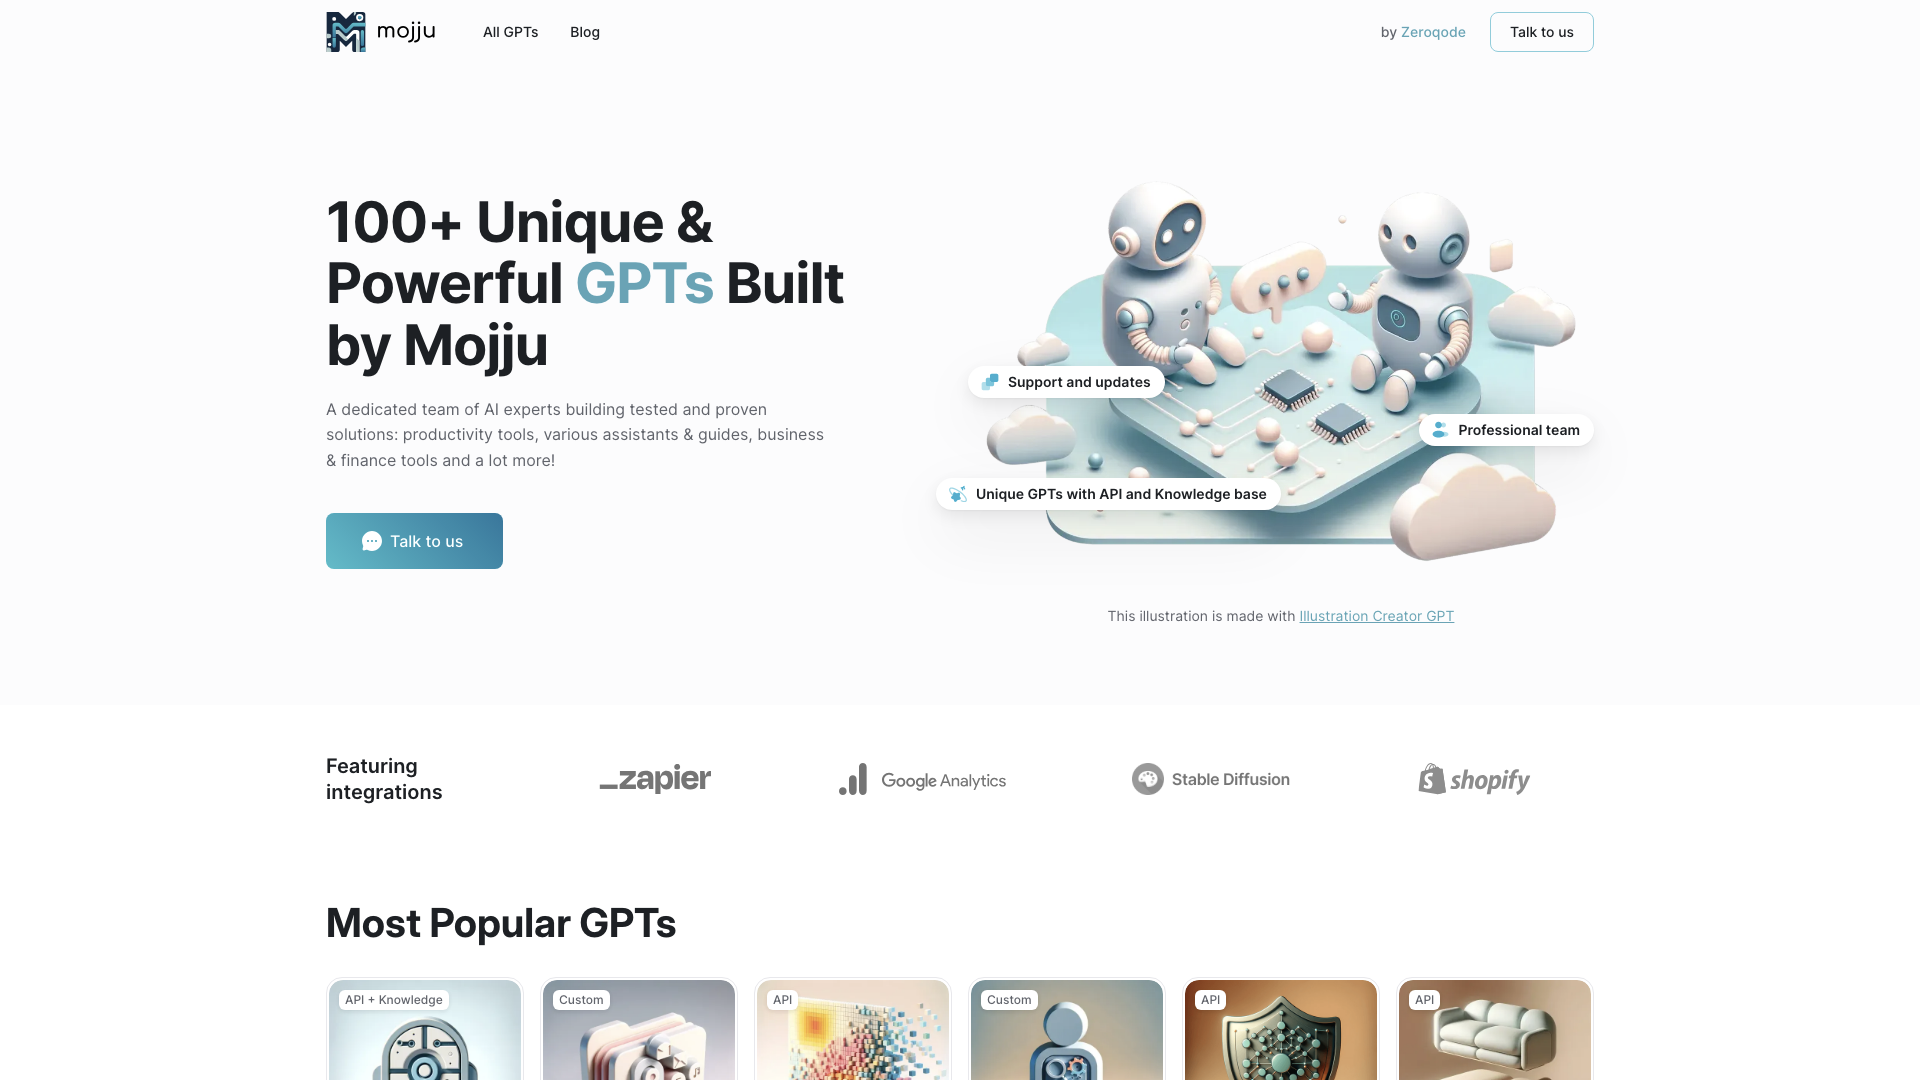 mojju
All GPTs
Blog
by Zeroqode
Talk to us
100+ Unique &
Powerful GPTs Built
by Mojju
A dedicated team of AI experts building tested and proven
solutions: productivity tools, various assistants & guides, business
& finance tools and a lot more!
Talk to us
Support and updates
Professional team
Unique GPTs with API and Knowledge base
This illustration is made with Illustration Creator GPT
Featuring
integrations
_zapier
Google Analytics
Stable Diffusion
shopify
Most Popular GPTs
API + Knowledge
Custom
API
Custom
API
API